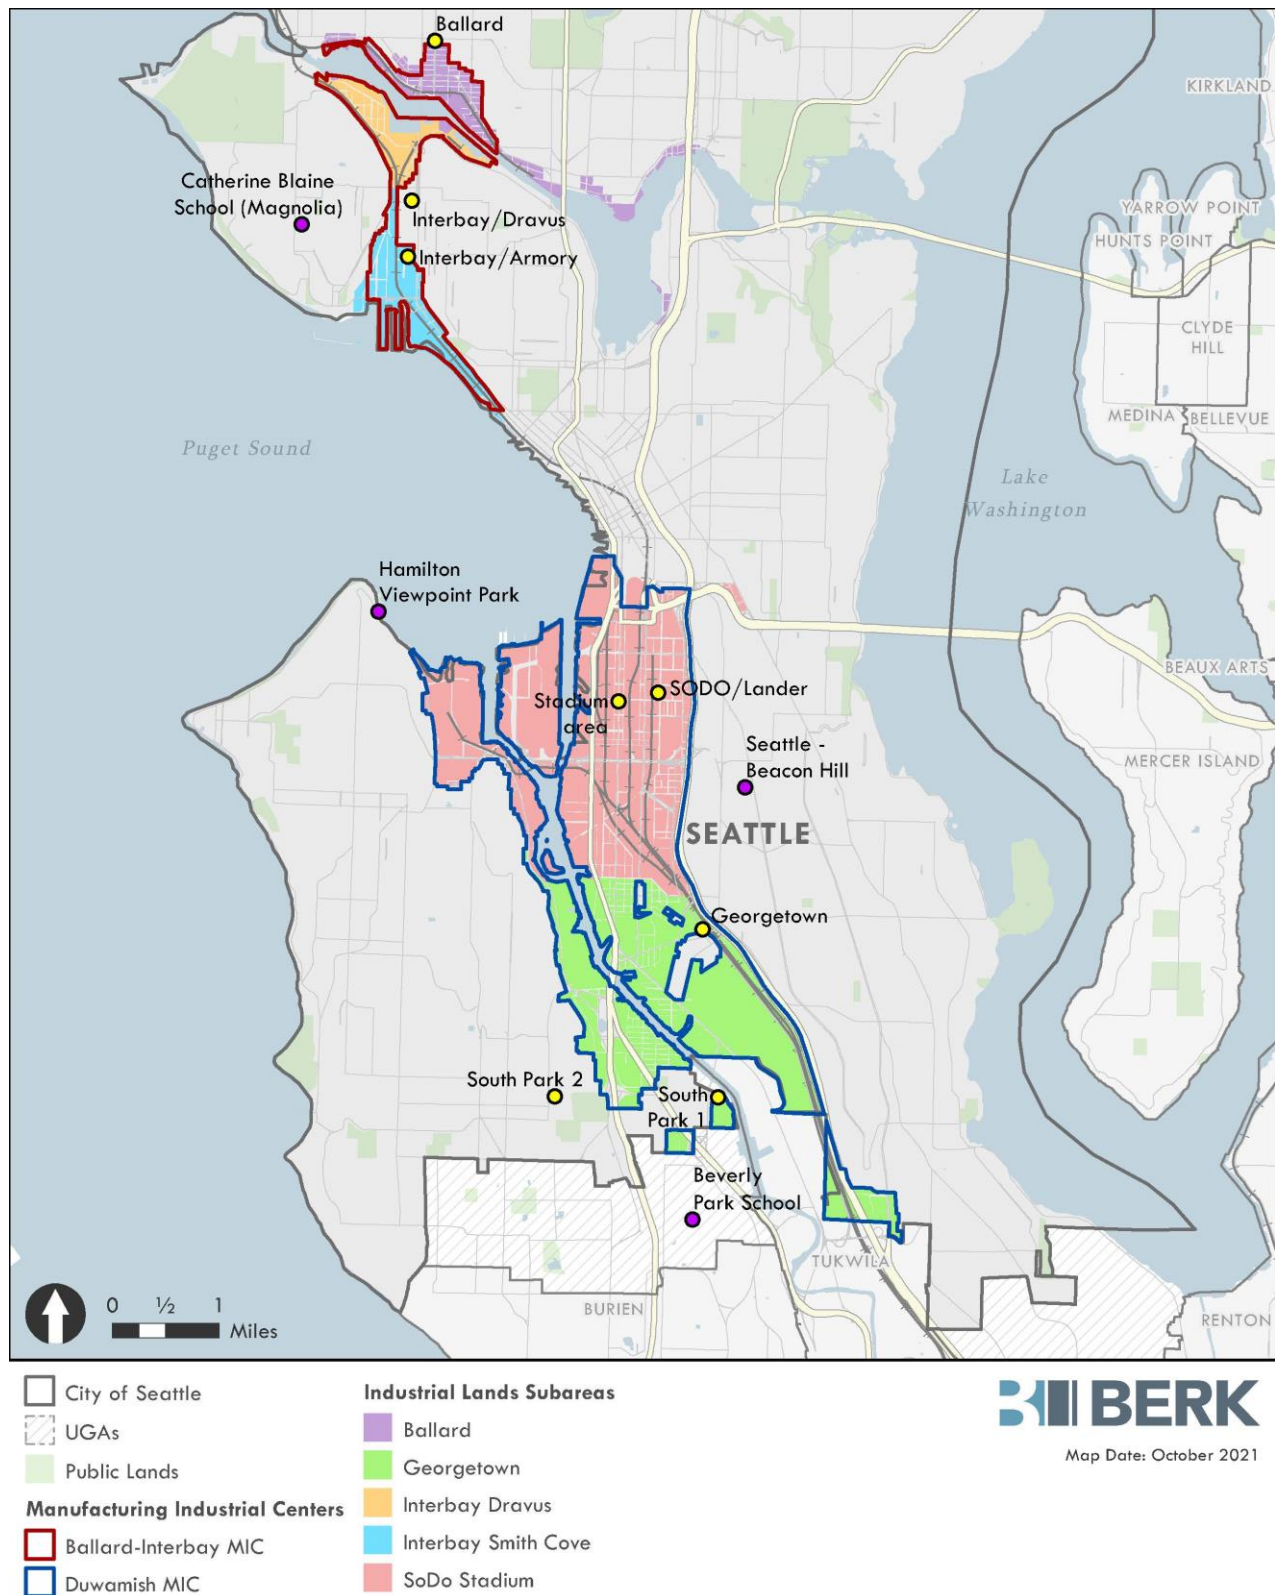 Ballard
KIRKLAND
Catherine Blaine
School (Magnolia)
YARROW POINT
Interbay/Dravus
HUNTS POINT
Interbay/Armory
CLYDE
HILL
MEDINA
BELLEVUE
Puget Sound
Lake
Washington
Hamilton
Viewpoint Park
BEAUX ARTS
SODO/Lander
Stadium
area
Seattle -
Beacon Hill
MERCER ISLAND
SEATTLE
Georgetown
South Park 2
South
Park 1
Beverly
Park School
TUKWILA
BURIEN
RENTON
0 ½ 1
Miles
City of Seattle
UGAs
Public Lands
Manufacturing Industrial Centers
Ballard-Interbay MIC
Duwamish MIC
Industrial Lands Subareas
Ballard
Georgetown
Interbay Dravus
Interbay Smith Cove
SoDo Stadium
BERK
Map Date: October 2021